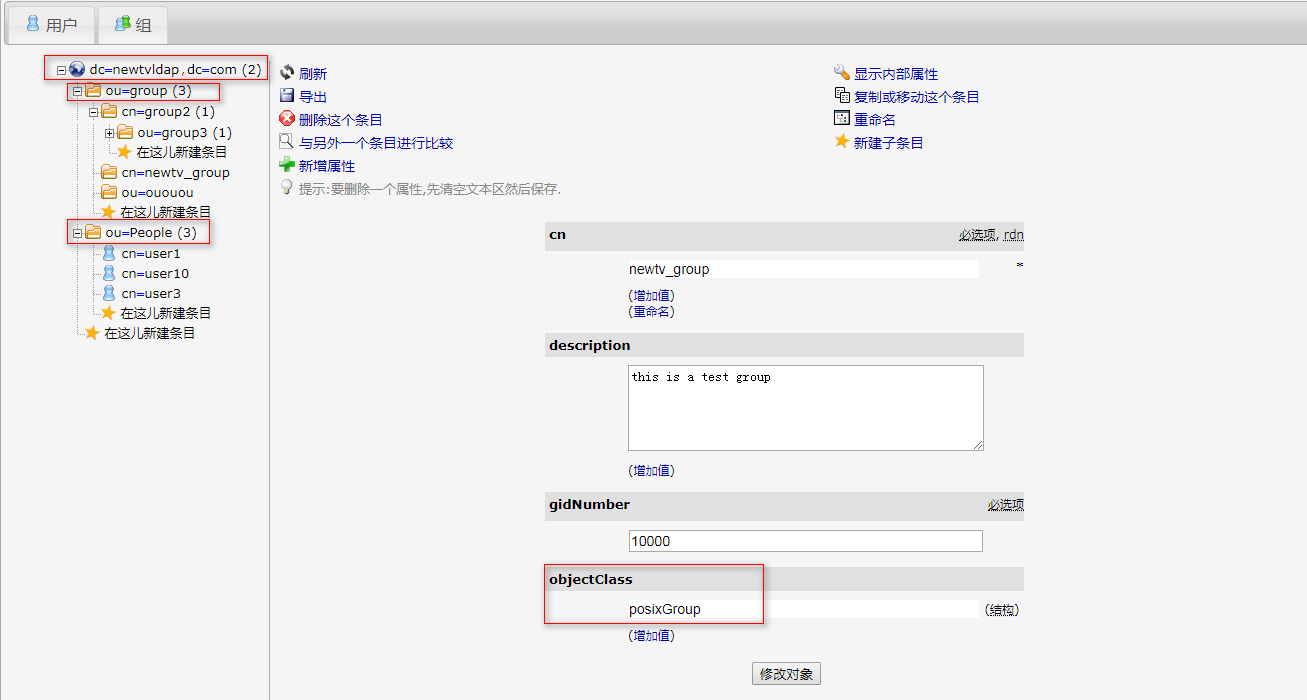 用户
组
dc=newtvldap,dc=com (2)
ou=group (3)
cn=group2 (1)
ou=group3 (1)
在这儿新建条目
cn=newtv_group
ou=ououou
在这儿新建条目
ou=People (3)
cn=user1
cn=user10
cn=user3
在这儿新建条目
在这儿新建条目
刷新
导出
删除这个条目
与另外一个条目进行比较
新增属性
提示:要删除一个属性,先清空文本区然后保存.
显示内部属性
复制或移动这个条目
重命名
新建子条目
cn 必选项, rdn
newtv_group *
(增加值)
(重命名)
description
this is a test group
(增加值)
gidNumber 必选项
10000
objectClass
posixGroup (结构)
(增加值)
修改对象